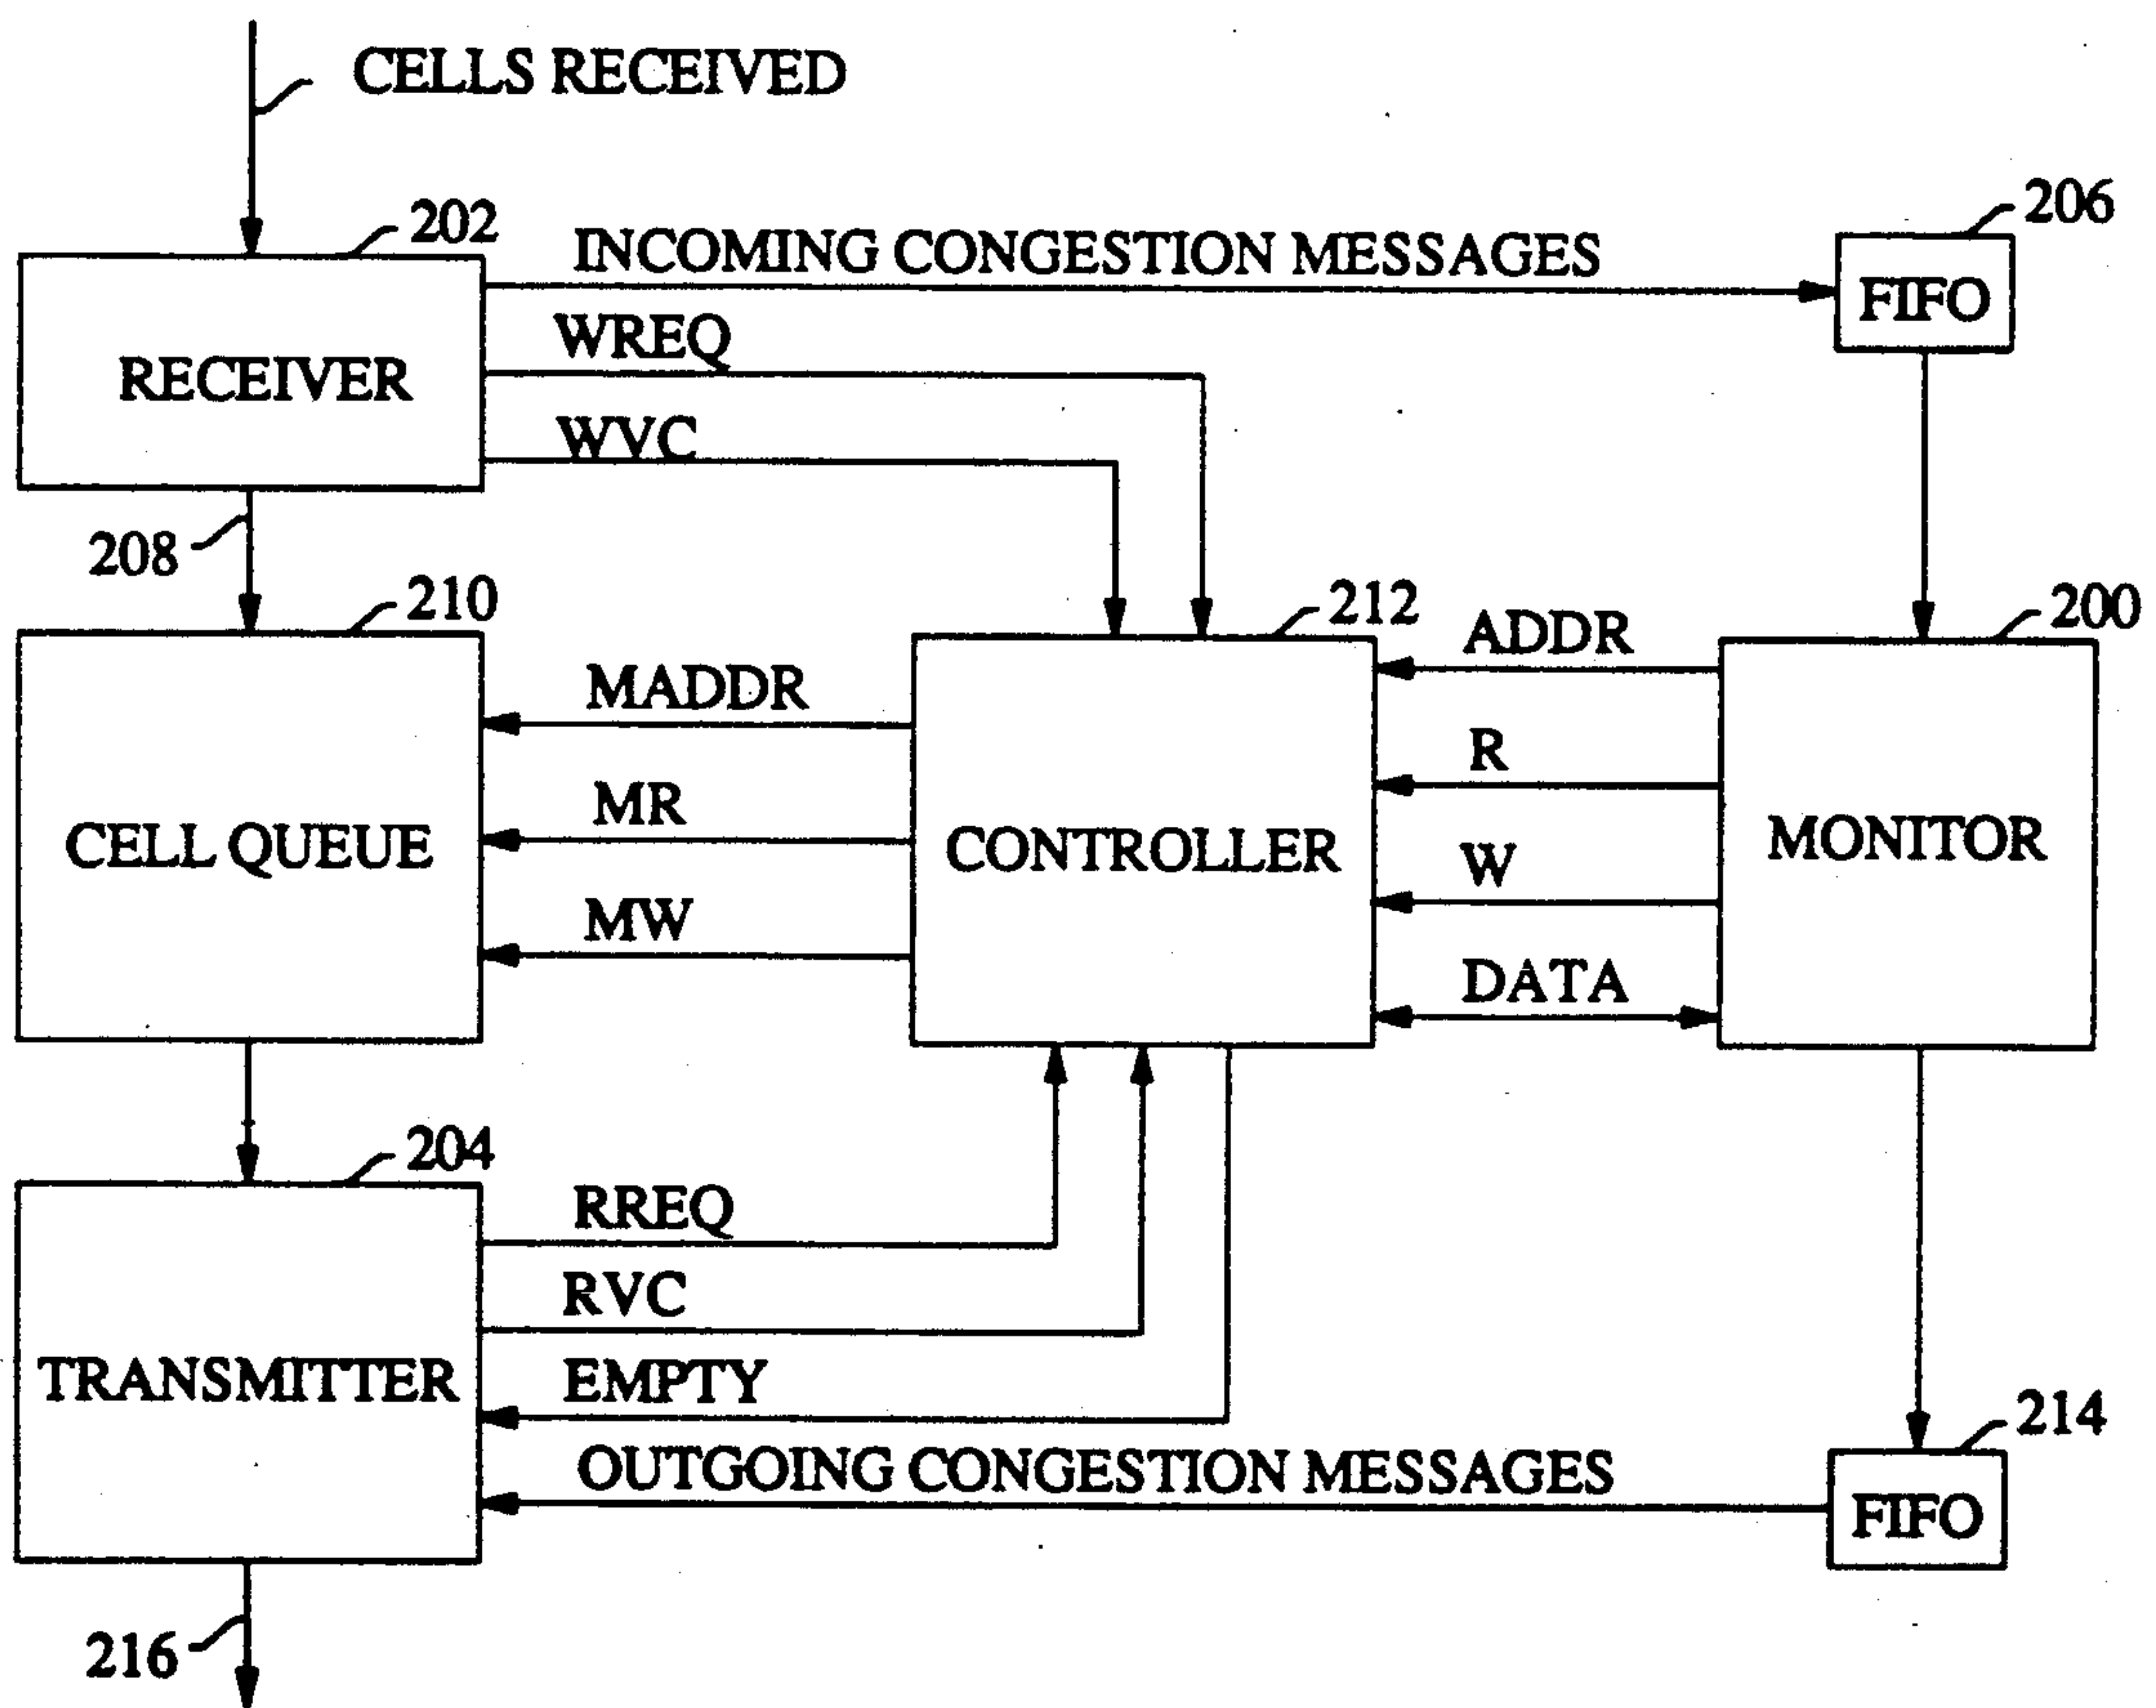 CELLS RECEIVED
202
INCOMING CONGESTION MESSAGES
206
FIFO
WREQ
RECEIVER
WVC
208
210
212
ADDR
200
MADDR
R
MR
CELL QUEUE
CONTROLLER
W
MONITOR
MW
DATA
204
RREQ
RVC
TRANSMITTER
EMPTY
214
OUTGOING CONGESTION MESSAGES
FIFO
216